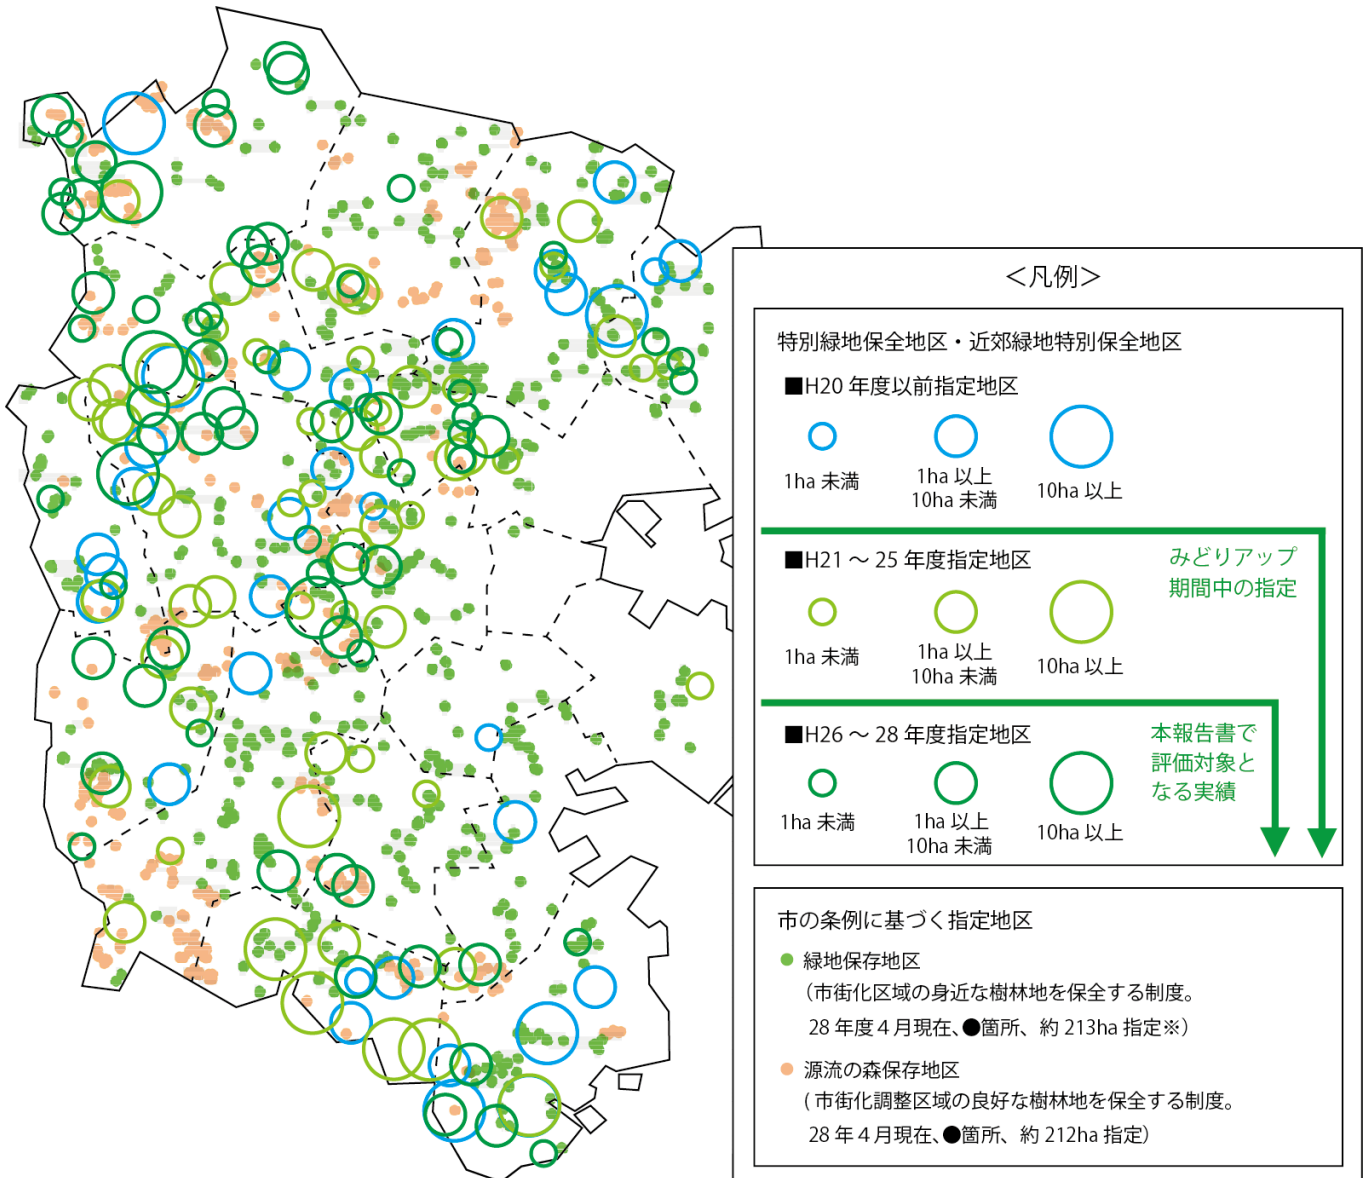 ＜凡例＞
特別緑地保全地区・近郊緑地特別保全地区
■H20 年度以前指定地区
1ha 未満
1ha 以上
10ha 未満
10ha 以上
■H21 ～ 25 年度指定地区
みどりアップ
期間中の指定
1ha 未満
1ha 以上
10ha 未満
10ha 以上
■H26 ～ 28 年度指定地区
本報告書で
評価対象と
なる実績
1ha 未満
1ha 以上
10ha 未満
10ha 以上
市の条例に基づく指定地区
緑地保存地区
（市街化区域の身近な樹林地を保全する制度。
28 年度４月現在、●箇所、約 213ha 指定※）
源流の森保存地区
( 市街化調整区域の良好な樹林地を保全する制度。
28 年４月現在、●箇所、約 212ha 指定）